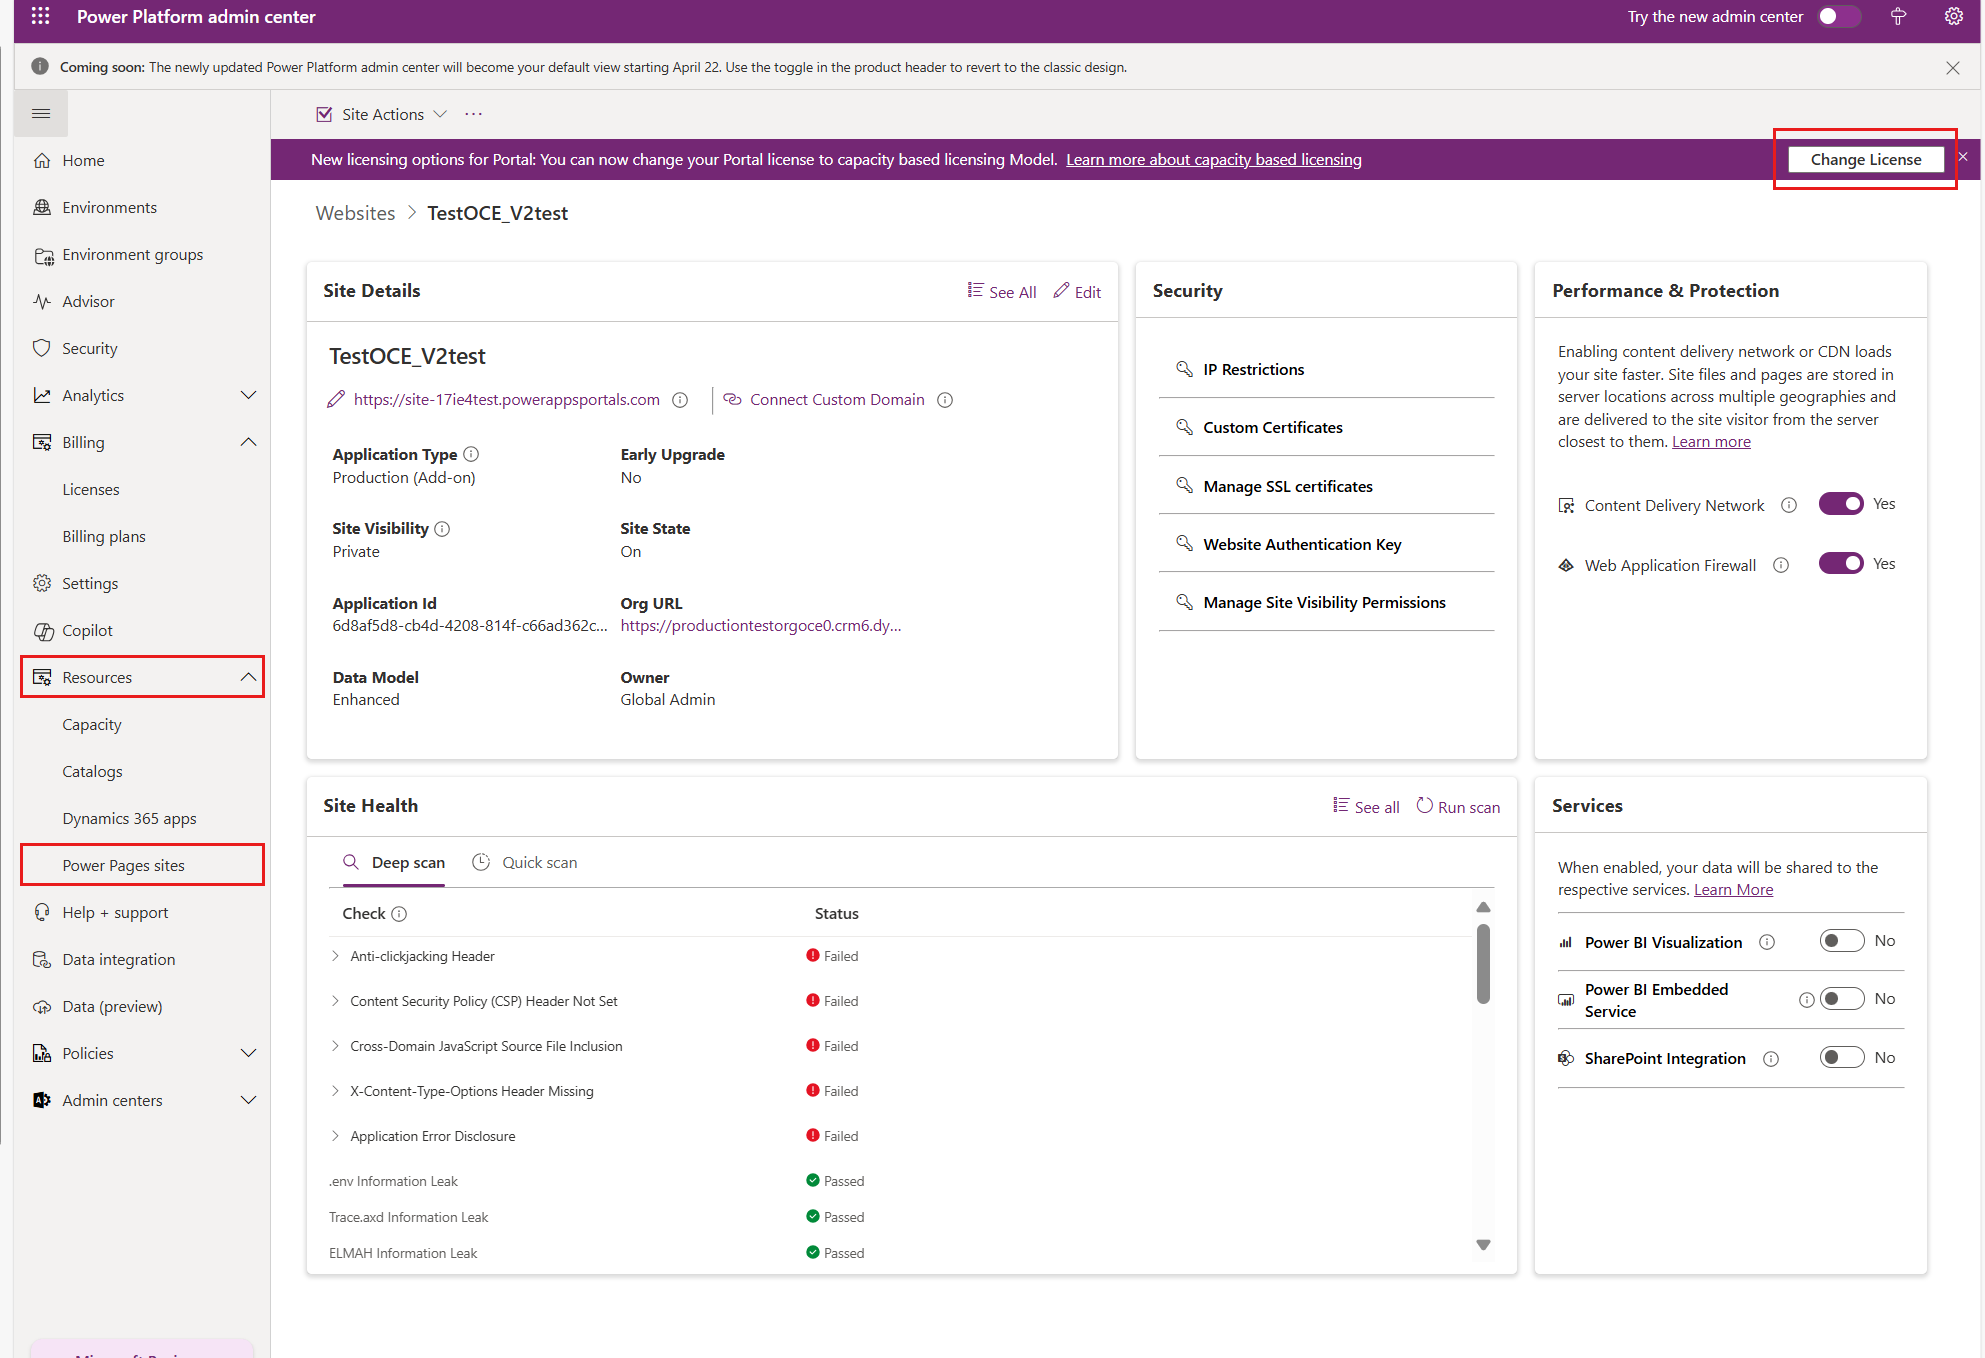 Power Platform admin center
Try the new admin center
Coming soon: The newly updated Power Platform admin center will become your default view starting April 22. Use the toggle in the product header to revert to the classic design.
Home
Environments
Environment groups
Advisor
Security
Analytics
Billing
Licenses
Billing plans
Settings
Copilot
Resources
Capacity
Catalogs
Dynamics 365 apps
Power Pages sites
Help + support
Data integration
Data (preview)
Policies
Admin centers
Site Actions
New licensing options for Portal: You can now change your Portal license to capacity based licensing Model. Learn more about capacity based licensing
Change License
Websites > TestOCE_V2test
Site Details
See All
Edit
TestOCE_V2test
https://site-17ie4test.powerappsportals.com
Connect Custom Domain
Application Type
Production (Add-on)
Early Upgrade
No
Site Visibility
Private
Site State
On
Application Id
6d8af5d8-cb4d-4208-814f-c66ad362c...
Org URL
https://productiontestorgoce0.crm6.dy...
Data Model
Enhanced
Owner
Global Admin
Security
IP Restrictions
Custom Certificates
Manage SSL certificates
Website Authentication Key
Manage Site Visibility Permissions
Performance & Protection
Enabling content delivery network or CDN loads
your site faster. Site files and pages are stored in
server locations across multiple geographies and
are delivered to the site visitor from the server
closest to them. Learn more
Content Delivery Network
Yes
Web Application Firewall
Yes
Site Health
See all
Run scan
Deep scan
Quick scan
Check
Status
Anti-clickjacking Header
Failed
Content Security Policy (CSP) Header Not Set
Failed
Cross-Domain JavaScript Source File Inclusion
Failed
X-Content-Type-Options Header Missing
Failed
Application Error Disclosure
Failed
.env Information Leak
Passed
Trace.axd Information Leak
Passed
ELMAH Information Leak
Passed
Services
When enabled, your data will be shared to the
respective services. Learn More
Power BI Visualization
No
Power BI Embedded
Service
No
SharePoint Integration
No